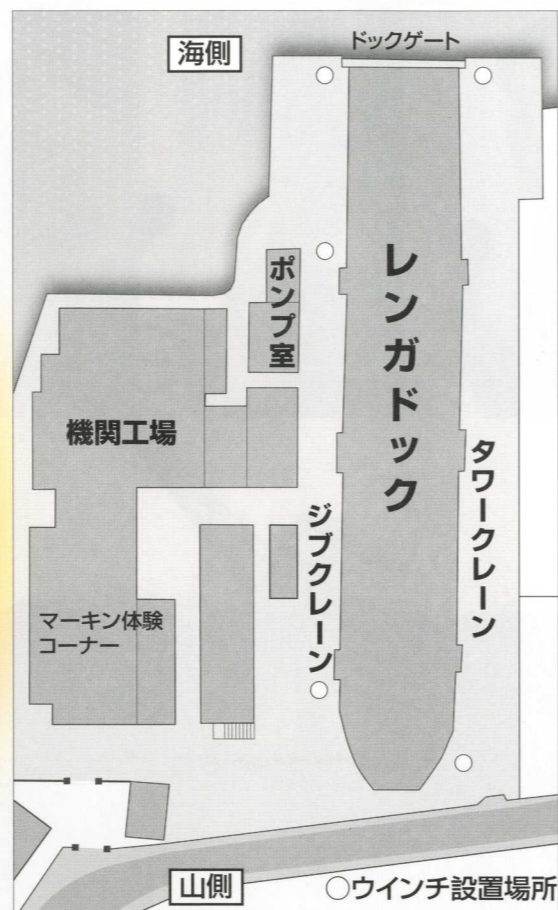 海側
ドックゲート
レンガドック
ポンプ室
機関工場
タワークレーン
ジブクレーン
マーキン体験
コーナー
山側
○ウインチ設置場所